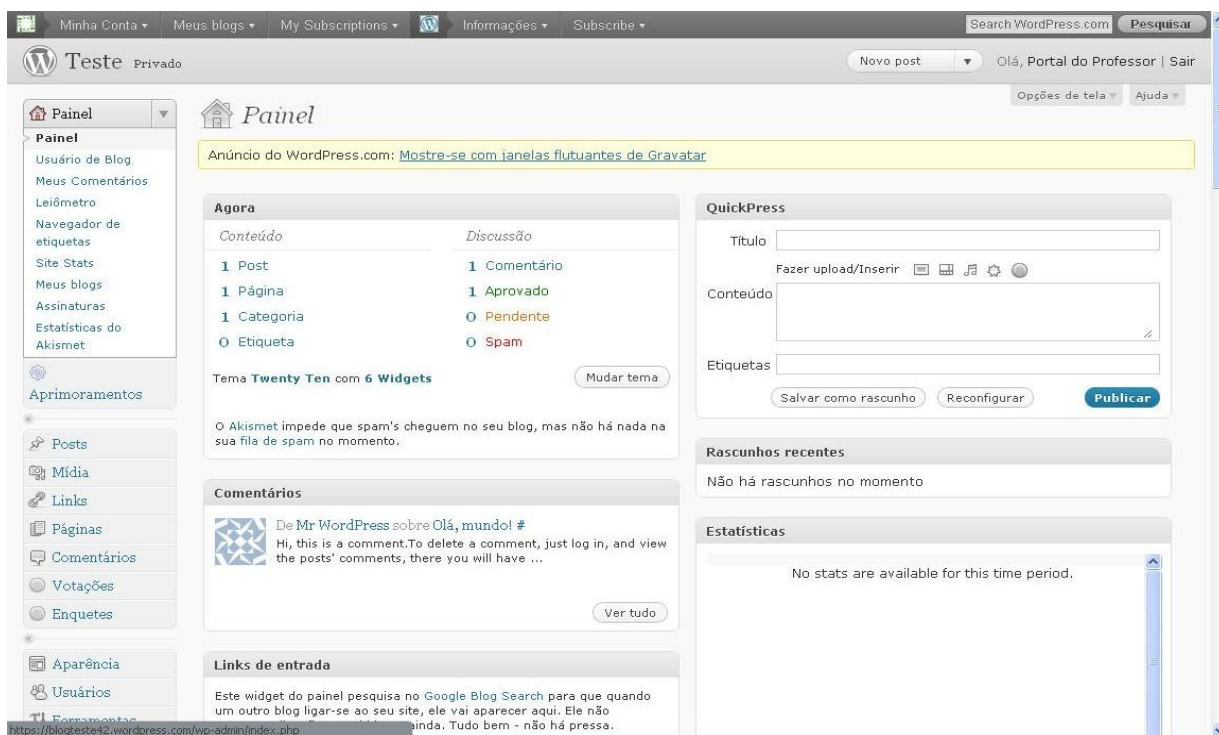 Minha Conta Meus blogs My Subscriptions Informações Subscribe Search WordPress.com Pesquisar
Teste Privado
Novo post Olá, Portal do Professor | Sair
Opções de tela Ajuda
Painel
Painel
Usuário de Blog
Meus Comentários
Leiômetro
Navegador de
etiquetas
Site Stats
Meus blogs
Assinaturas
Estatísticas do
Akismet
Aprimoramentos
Posts
Mídia
Links
Páginas
Comentários
Votações
Enquetes
Aparência
Usuários
Ferramentas
Painel
Anúncio do WordPress.com: Mostre-se com janelas flutuantes de Gravatar
Agora
Conteúdo Discussão
1 Post 1 Comentário
1 Página 1 Aprovado
1 Categoria 0 Pendente
0 Etiqueta 0 Spam
Tema Twenty Ten com 6 Widgets Mudar tema
O Akismet impede que spam's cheguem no seu blog, mas não há nada na
sua fila de spam no momento.
Comentários
De Mr WordPress sobre Olá, mundo! #
Hi, this is a comment.To delete a comment, just log in, and view
the posts' comments, there you will have ...
Ver tudo
Links de entrada
Este widget do painel pesquisa no Google Blog Search para que quando
um outro blog ligar-se ao seu site, ele vai aparecer aqui. Ele não
ainda. Tudo bem - não há pressa.
QuickPress
Título
Fazer upload/Inserir
Conteúdo
Etiquetas
Salvar como rascunho Reconfigurar Publicar
Rascunhos recentes
Não há rascunhos no momento
Estatísticas
No stats are available for this time period.
https://blogteste42.wordpress.com/wp-admin/index.php